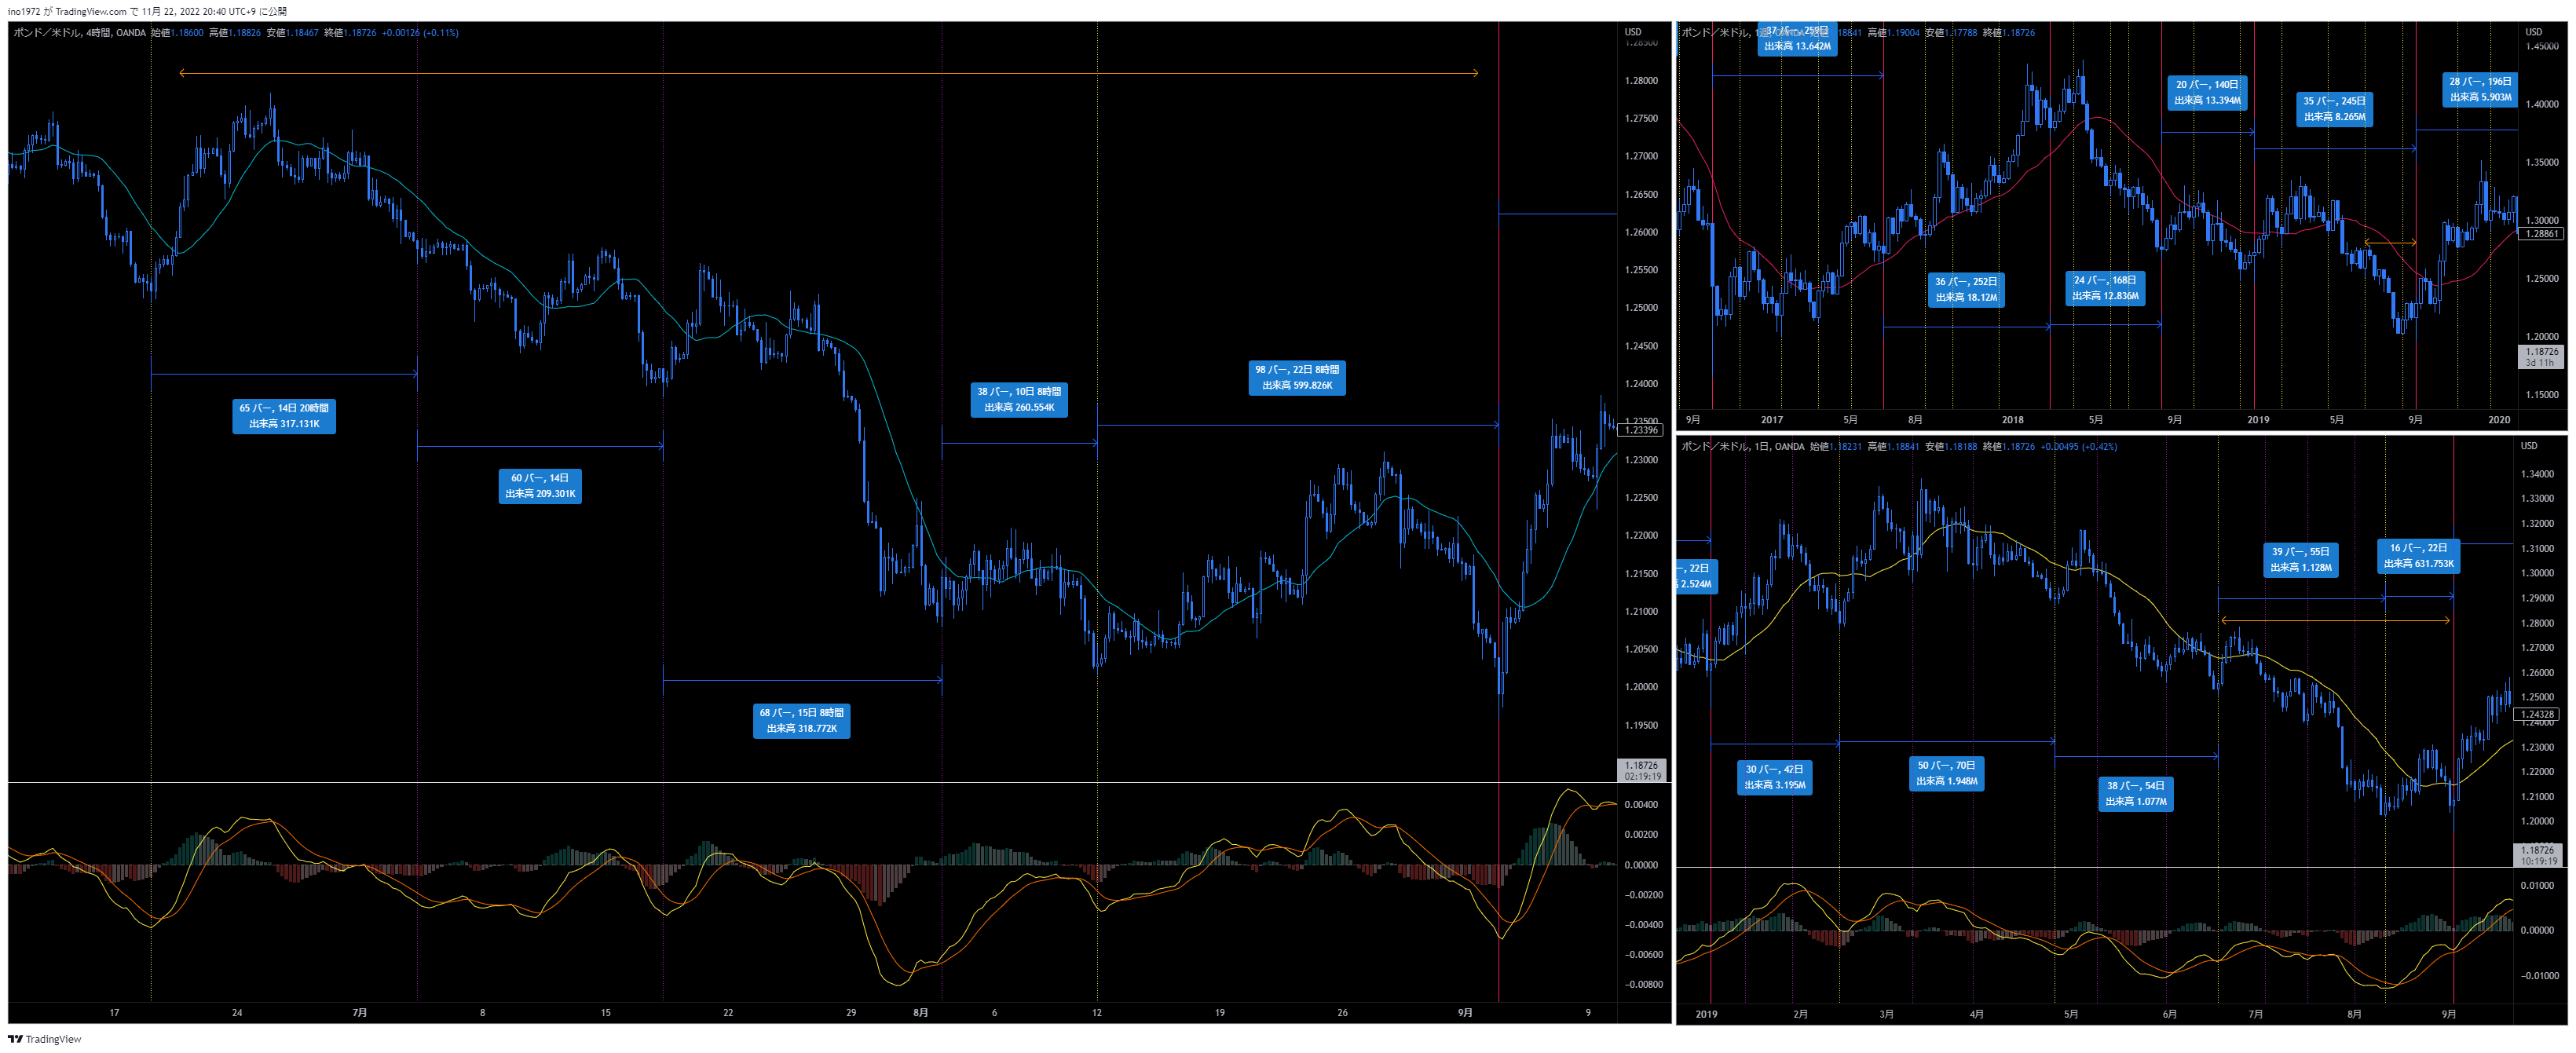 ino1972 が TradingView.com で 11月 22, 2022 20:40 UTC+9 に公開
ポンド／米ドル, 4時間, OANDA 始値1.18600 高値1.18826 安値1.18467 終値1.18726 +0.00126 (+0.11%)
USD
1.28500
1.28000
1.27500
1.27000
1.26500
1.26000
1.25500
1.25000
1.24500
1.24000
1.23500
1.23396
1.23000
1.22500
1.22000
1.21500
1.21000
1.20500
1.20000
1.19500
1.18726
02:19:19
65 バー, 14日 20時間
出来高 317.131K
60 バー, 14日
出来高 209.301K
68 バー, 15日 8時間
出来高 318.772K
38 バー, 10日 8時間
出来高 260.554K
98 バー, 22日 8時間
出来高 599.826K
0.00400
0.00200
0.00000
−0.00200
−0.00400
−0.00600
−0.00800
17 24 7月 8 15 22 29 8月 6 12 19 26 9月 9
ポンド／米ドル, 1週, OANDA 高値1.19004 安値1.17788 終値1.18726
37 バー, 259日
出来高 13.642M
36 バー, 252日
出来高 18.12M
24 バー, 168日
出来高 12.836M
20 バー, 140日
出来高 13.394M
35 バー, 245日
出来高 8.265M
28 バー, 196日
出来高 5.903M
USD
1.45000
1.40000
1.35000
1.30000
1.28861
1.25000
1.20000
1.18726
3d 11h
1.15000
9月 2017 5月 8月 2018 5月 9月 2019 5月 9月 2020
ポンド／米ドル, 1日, OANDA 始値1.18231 高値1.18841 安値1.18188 終値1.18726 +0.00495 (+0.42%)
ー, 22日
2.524M
30 バー, 42日
出来高 3.195M
50 バー, 70日
出来高 1.948M
38 バー, 54日
出来高 1.077M
39 バー, 55日
出来高 1.128M
16 バー, 22日
出来高 631.753K
USD
1.34000
1.33000
1.32000
1.31000
1.30000
1.29000
1.28000
1.27000
1.26000
1.25000
1.24328
1.24000
1.23000
1.22000
1.21000
1.20000
1.18726
10:19:19
0.01000
0.00000
−0.01000
2019 2月 3月 4月 5月 6月 7月 8月 9月
TradingView